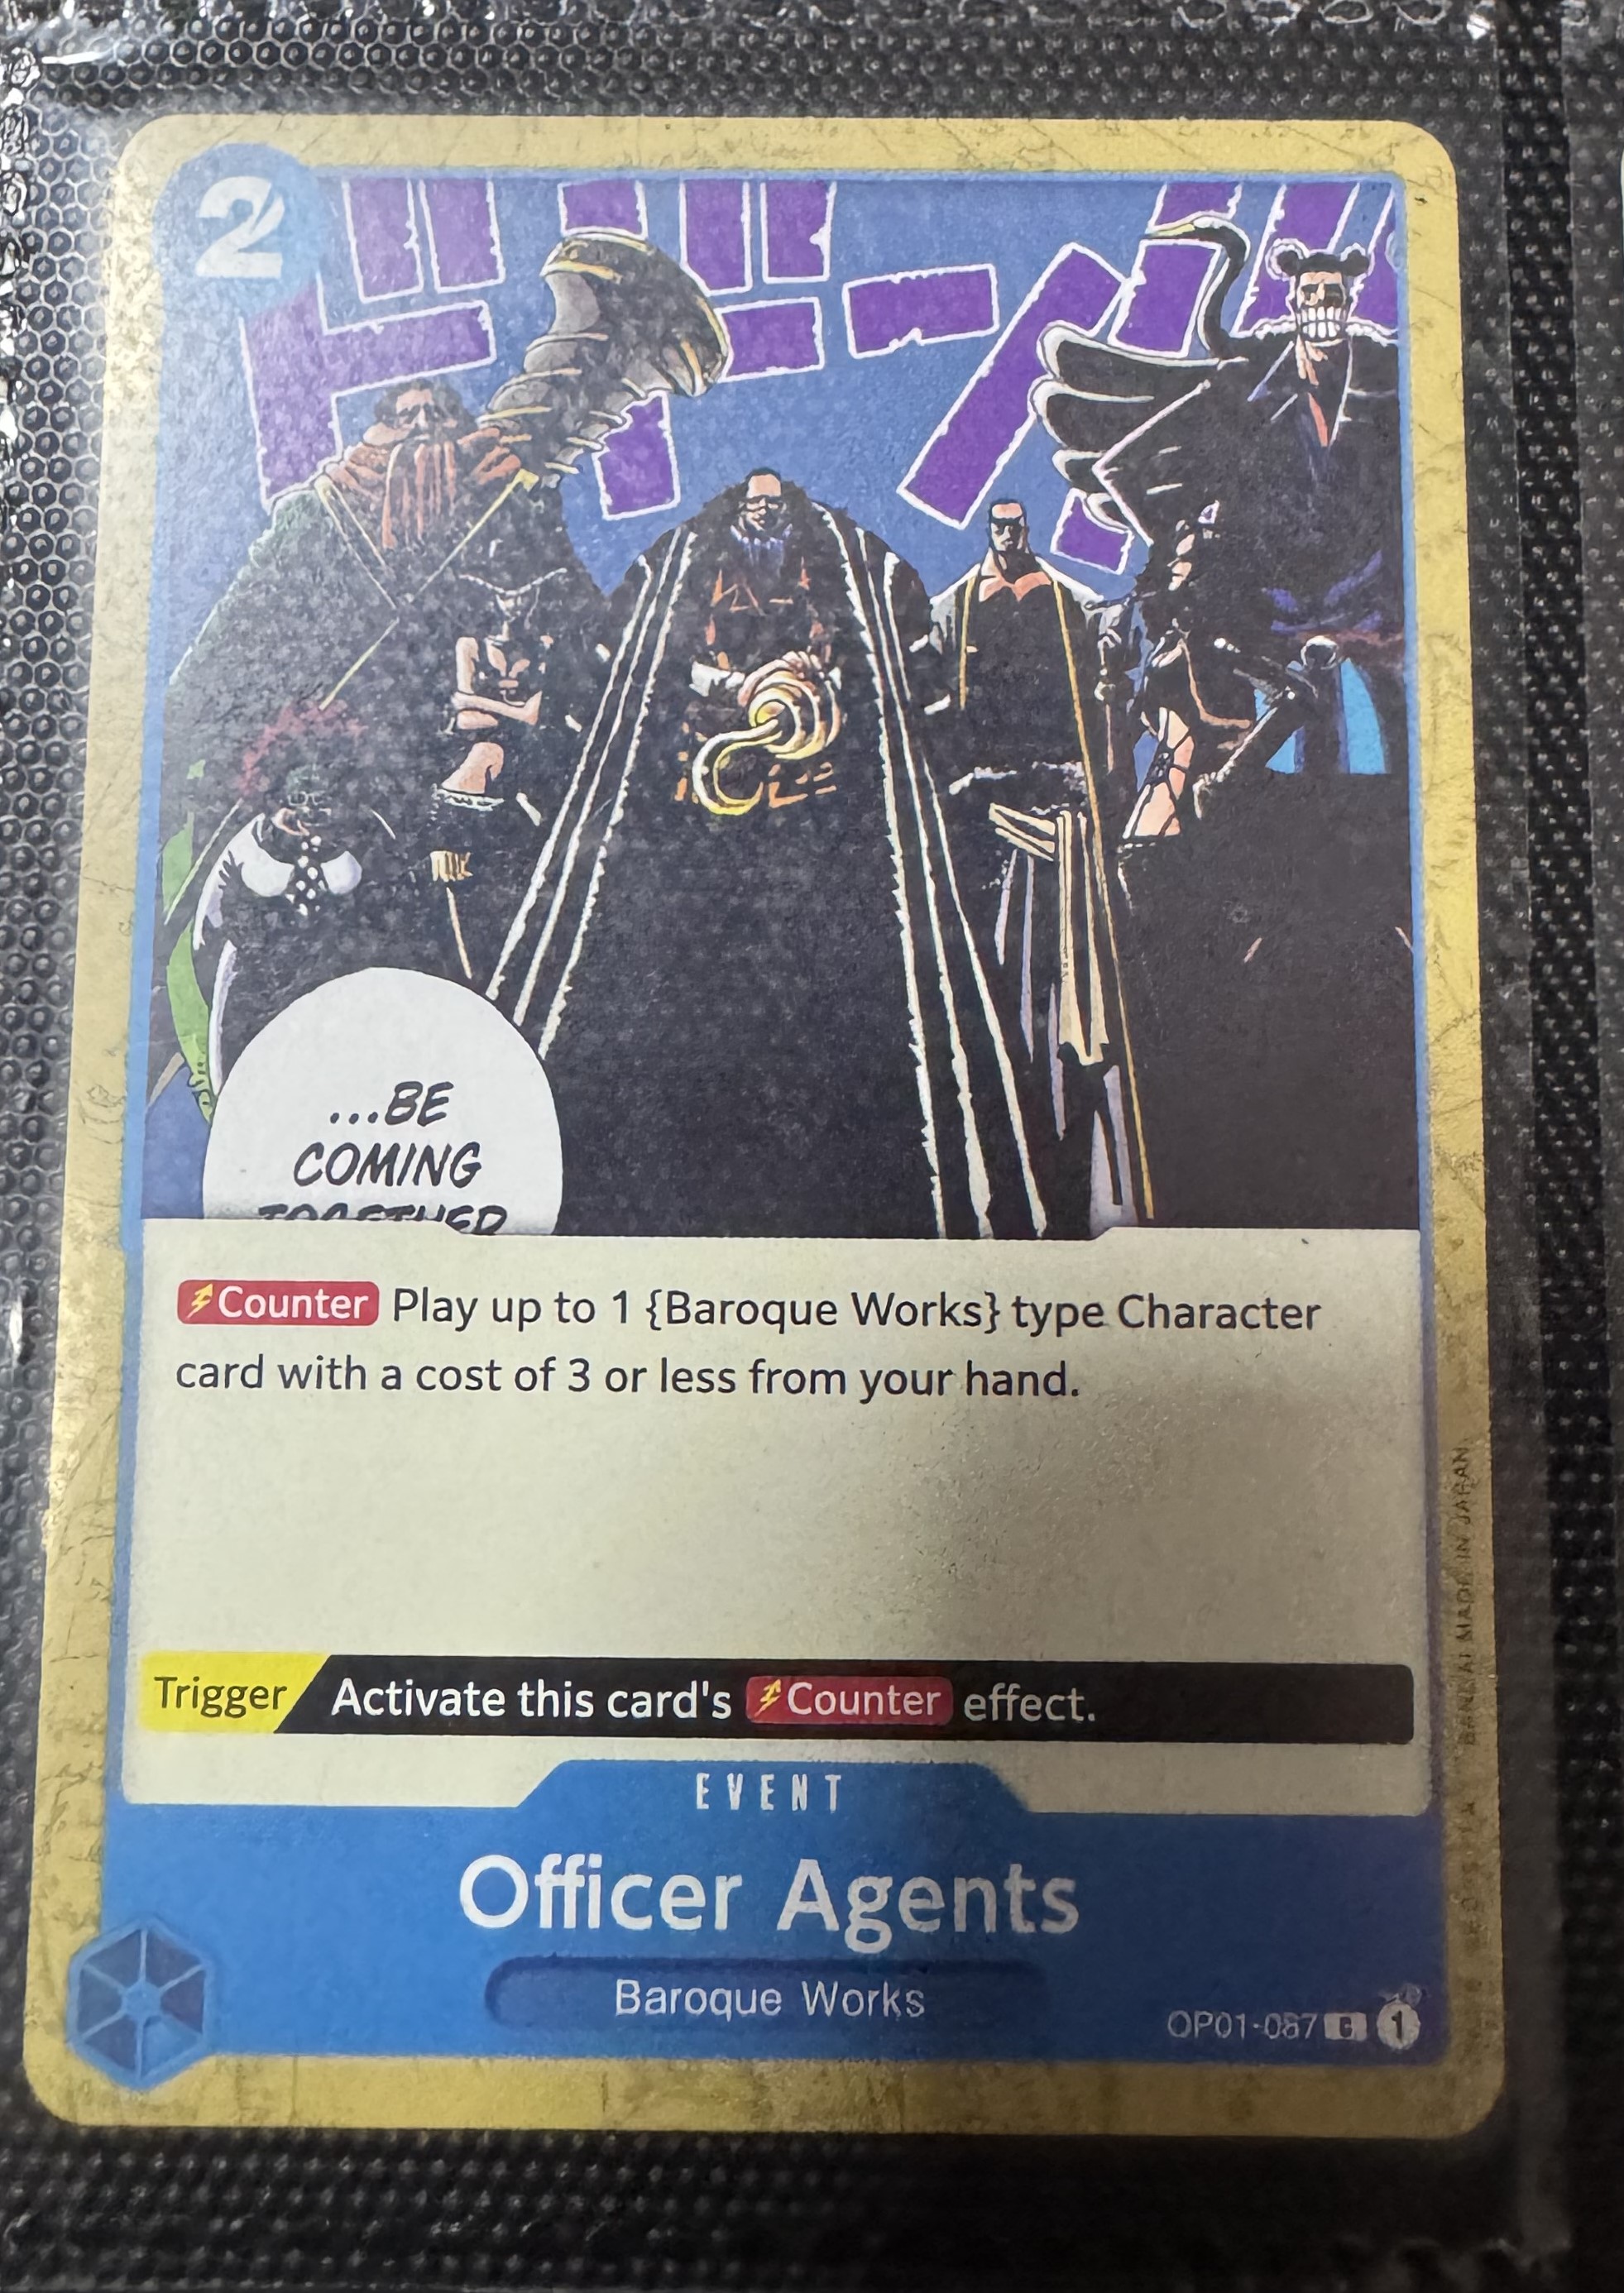 2
...BE
COMING
TOGETHER
Counter Play up to 1 {Baroque Works} type Character
card with a cost of 3 or less from your hand.
Trigger Activate this card's Counter effect.
EVENT
Officer Agents
Baroque Works
OP01-087 C 1
BANDAI MADE IN JAPAN